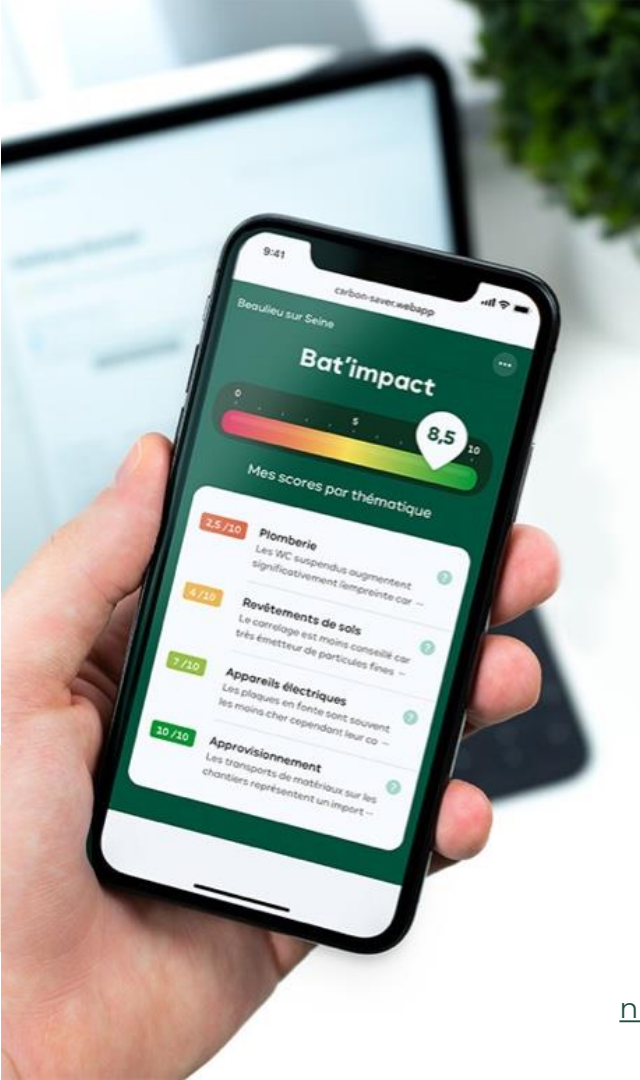 9:41
carbon-saver.webapp
Beaulieu sur Seine
Bat'impact
0 5 10
8,5
Mes scores par thématique
2,5 /10
Plomberie
Les WC suspendus augmentent
significativement l'empreinte car ...
4 /10
Revêtements de sols
Le carrelage est moins conseillé car
très émetteur de particules fines ...
7 /10
Appareils électriques
Les plaques en fonte sont souvent
les moins cher cependant leur co ...
10 /10
Approvisionnement
Les transports de matériaux sur les
chantiers représentent un import ...
n